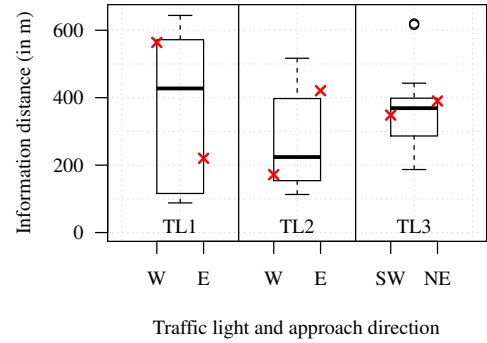 Information distance (in m)
600
400
200
0
TL1 TL2 TL3
W E W E SW NE
Traffic light and approach direction